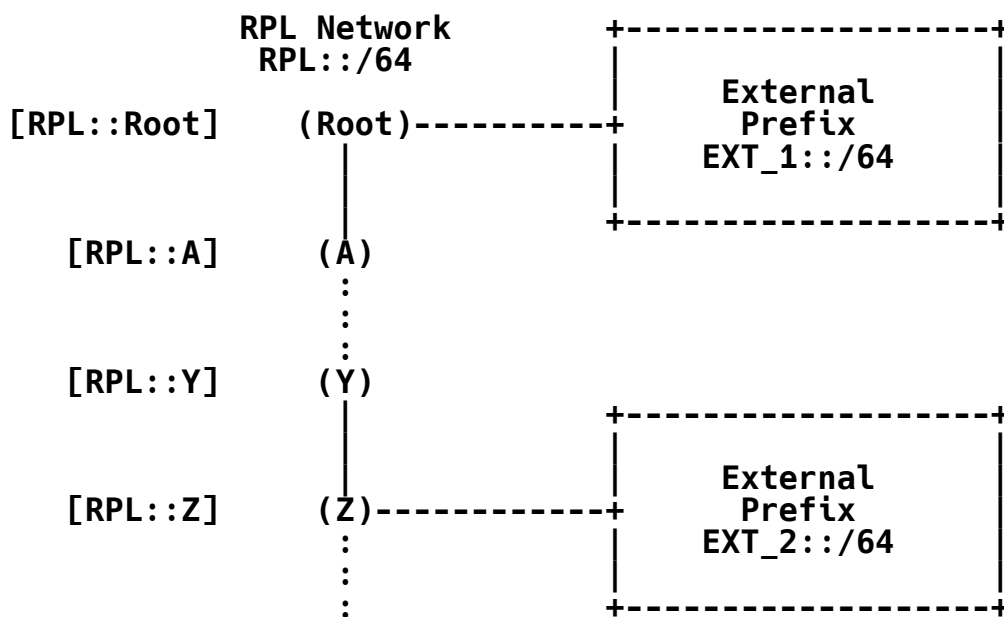 RPL Network
RPL::/64
External
[RPL::Root] (Root)----------+ Prefix
EXT_1::/64
[RPL::A] (A)
[RPL::Y] (Y)
External
[RPL::Z] (Z)------------+ Prefix
EXT_2::/64